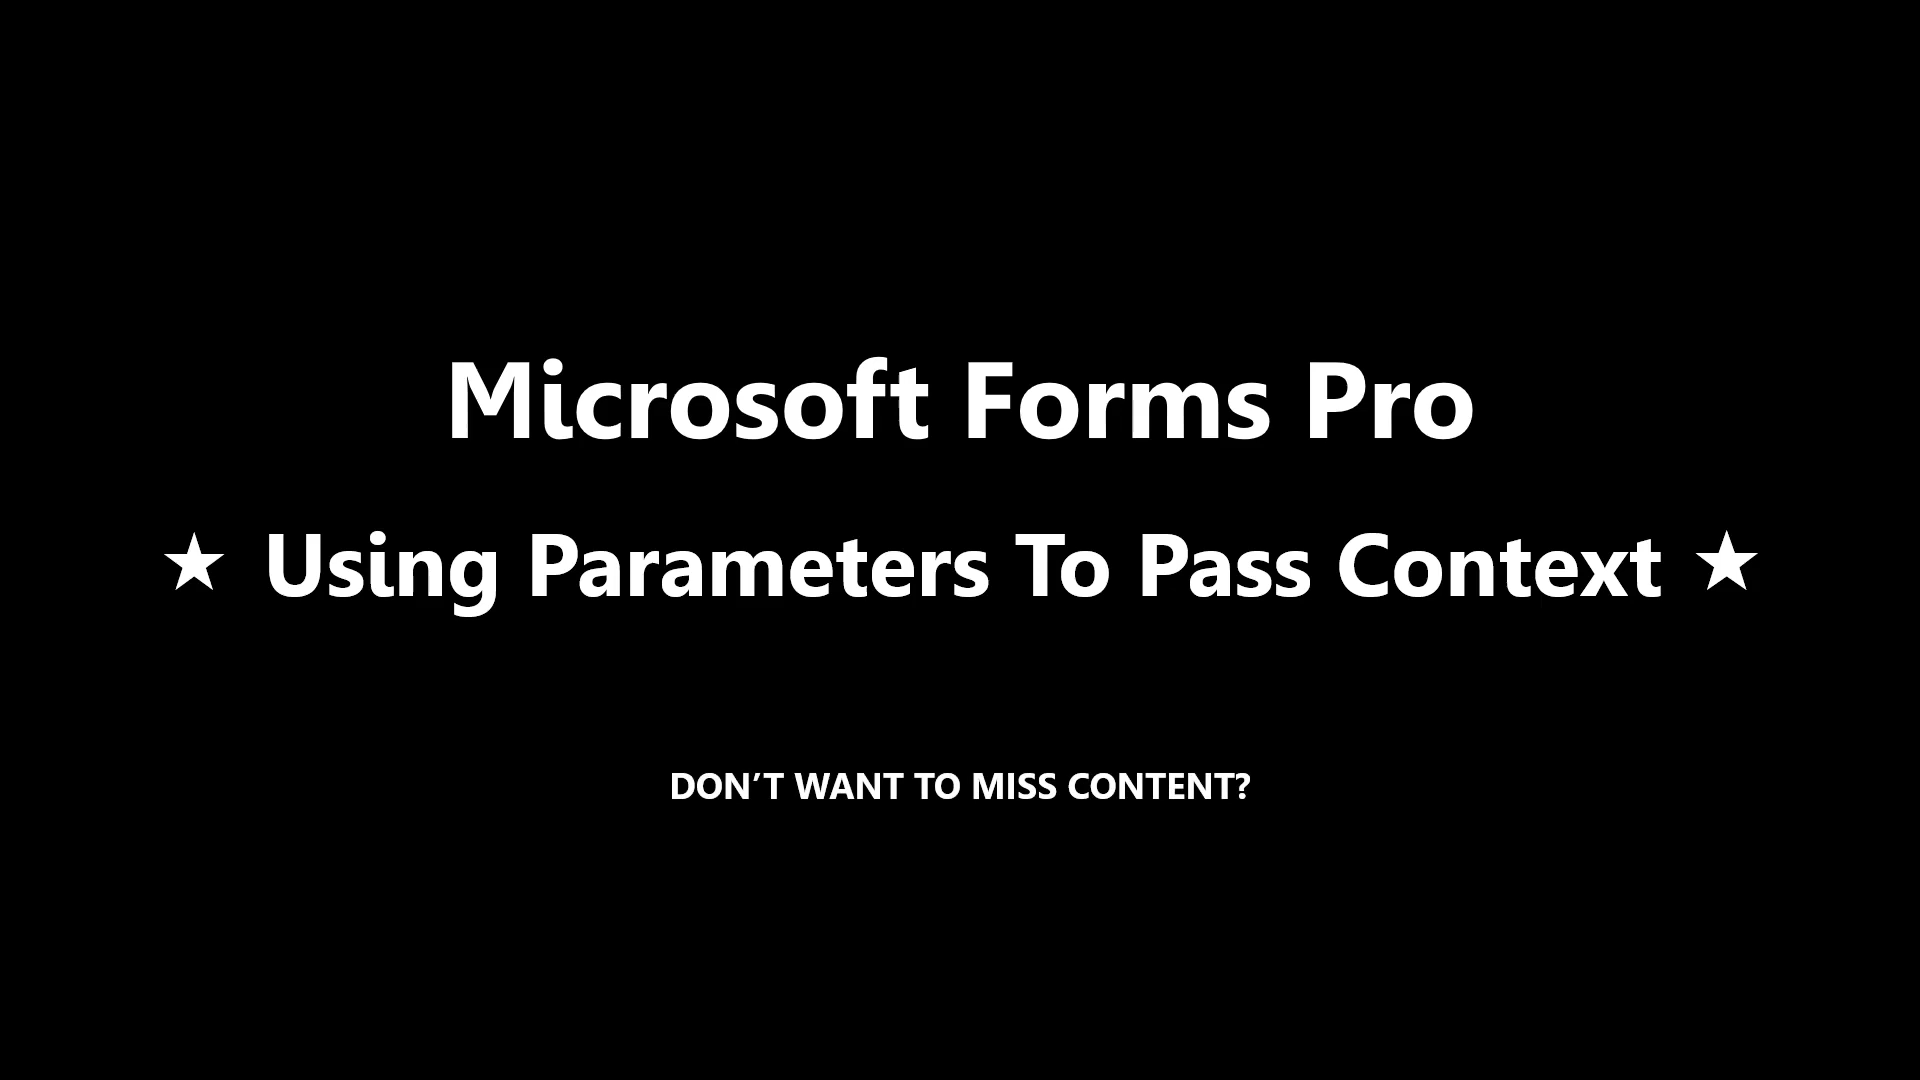 Microsoft Forms Pro
★ Using Parameters To Pass Context ★
DON’T WANT TO MISS CONTENT?